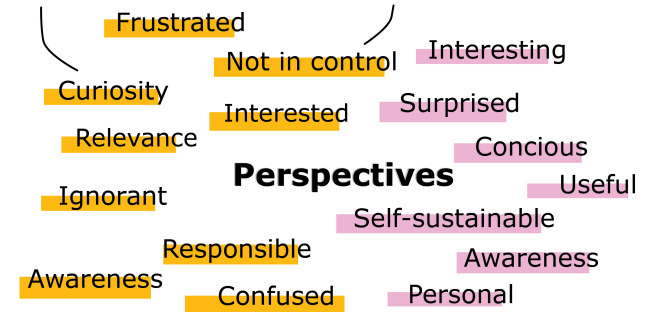 Frustrated
Not in control
Interesting
Curiosity
Interested
Surprised
Relevance
Concious
Perspectives
Useful
Ignorant
Self-sustainable
Responsible
Awareness
Awareness
Confused
Personal